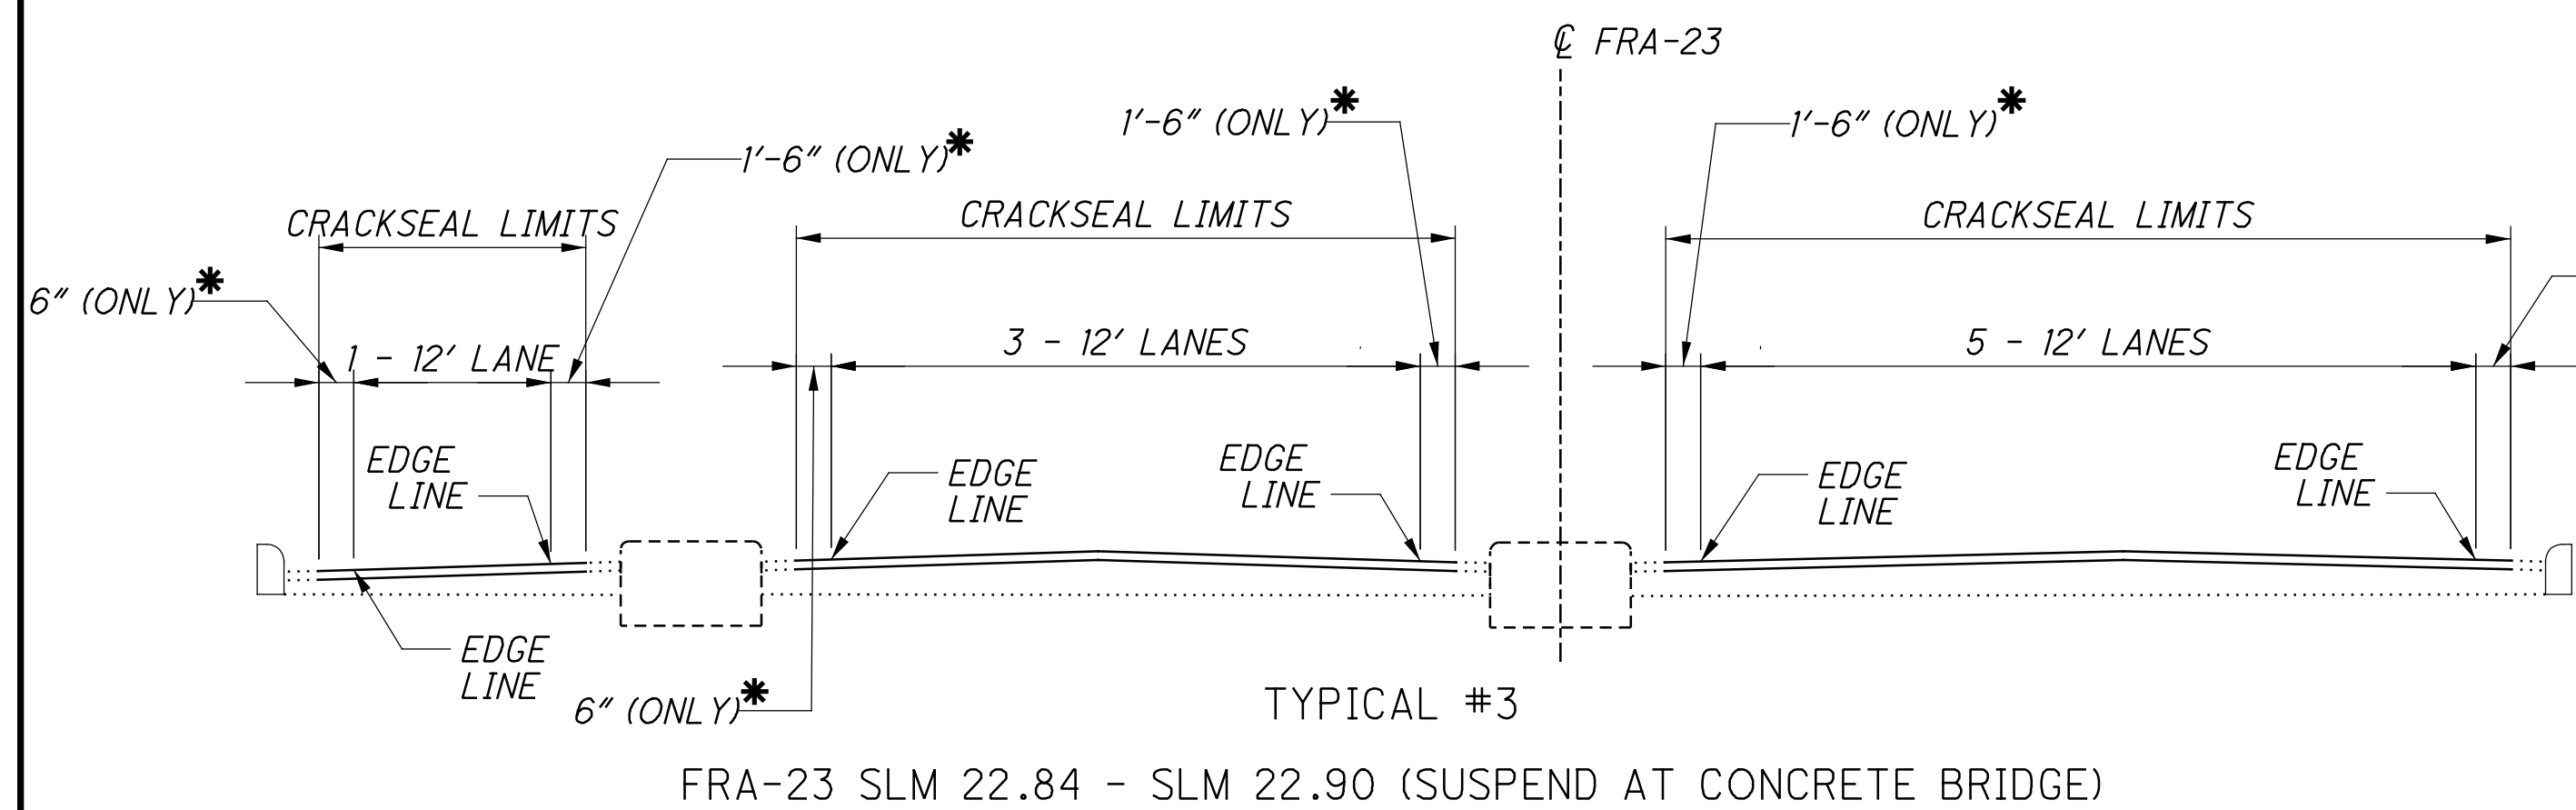 ℄ FRA-23
1'-6" (ONLY)*
1'-6" (ONLY)*
1'-6" (ONLY)*
CRACKSEAL LIMITS
CRACKSEAL LIMITS
CRACKSEAL LIMITS
6" (ONLY)*
1 - 12' LANE
3 - 12' LANES
5 - 12' LANES
EDGE
LINE
EDGE
LINE
EDGE
LINE
EDGE
LINE
EDGE
LINE
EDGE
LINE
6" (ONLY)*
TYPICAL #3
FRA-23 SLM 22.84 - SLM 22.90 (SUSPEND AT CONCRETE BRIDGE)